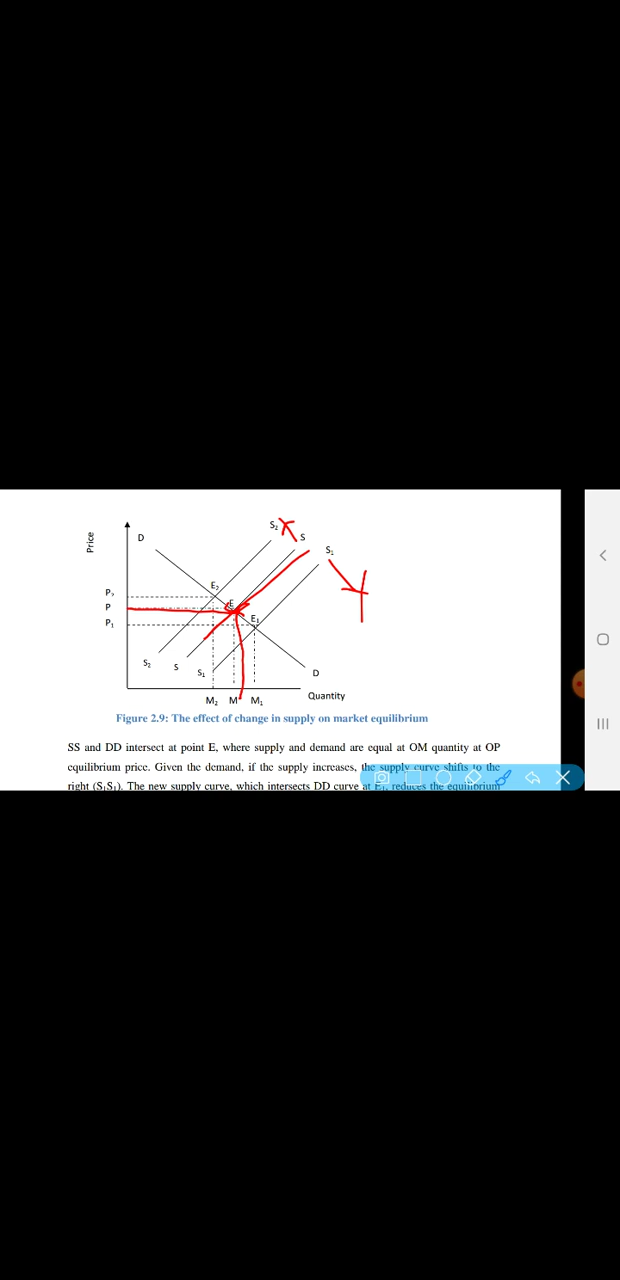 S₂
S
S₁
D
Price
E₂
P₂
E
P
E₁
P₁
S₂
S
S₁
D
Quantity
M₂ M M₁
Figure 2.9: The effect of change in supply on market equilibrium
SS and DD intersect at point E, where supply and demand are equal at OM quantity at OP
equilibrium price. Given the demand, if the supply increases, the supply curve shifts to the
right (S₁S₁). The new supply curve, which intersects DD curve at E₁, reduces the equilibrium